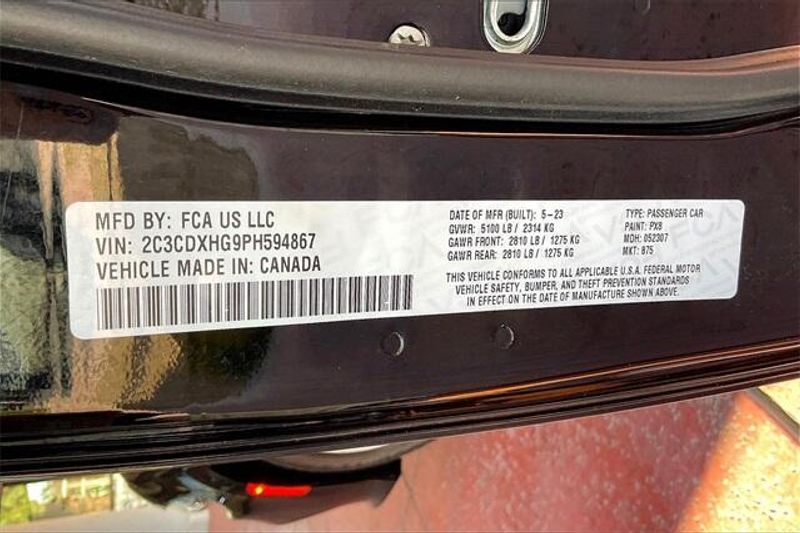 MFD BY: FCA US LLC
VIN: 2C3CDXHG9PH594867
VEHICLE MADE IN: CANADA
DATE OF MFR (BUILT): 5-23
GVWR: 5100 LB / 2314 KG
GAWR FRONT: 2810 LB / 1275 KG
GAWR REAR: 2810 LB / 1275 KG
TYPE: PASSENGER CAR
PAINT: PX8
MDH: 052307
MKT: 875
THIS VEHICLE CONFORMS TO ALL APPLICABLE U.S.A. FEDERAL MOTOR
VEHICLE SAFETY, BUMPER, AND THEFT PREVENTION STANDARDS
IN EFFECT ON THE DATE OF MANUFACTURE SHOWN ABOVE.